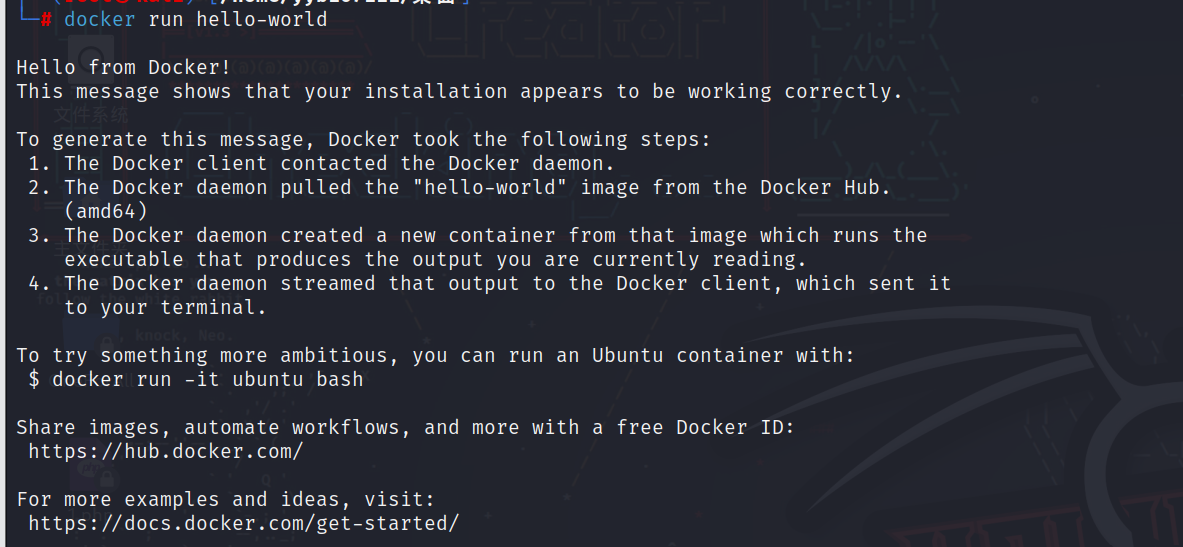 └─# docker run hello-world
Hello from Docker!
This message shows that your installation appears to be working correctly.
To generate this message, Docker took the following steps:
1. The Docker client contacted the Docker daemon.
2. The Docker daemon pulled the "hello-world" image from the Docker Hub.
(amd64)
3. The Docker daemon created a new container from that image which runs the
executable that produces the output you are currently reading.
4. The Docker daemon streamed that output to the Docker client, which sent it
to your terminal.
To try something more ambitious, you can run an Ubuntu container with:
$ docker run -it ubuntu bash
Share images, automate workflows, and more with a free Docker ID:
https://hub.docker.com/
For more examples and ideas, visit:
https://docs.docker.com/get-started/
文件系统
knock, Neo.